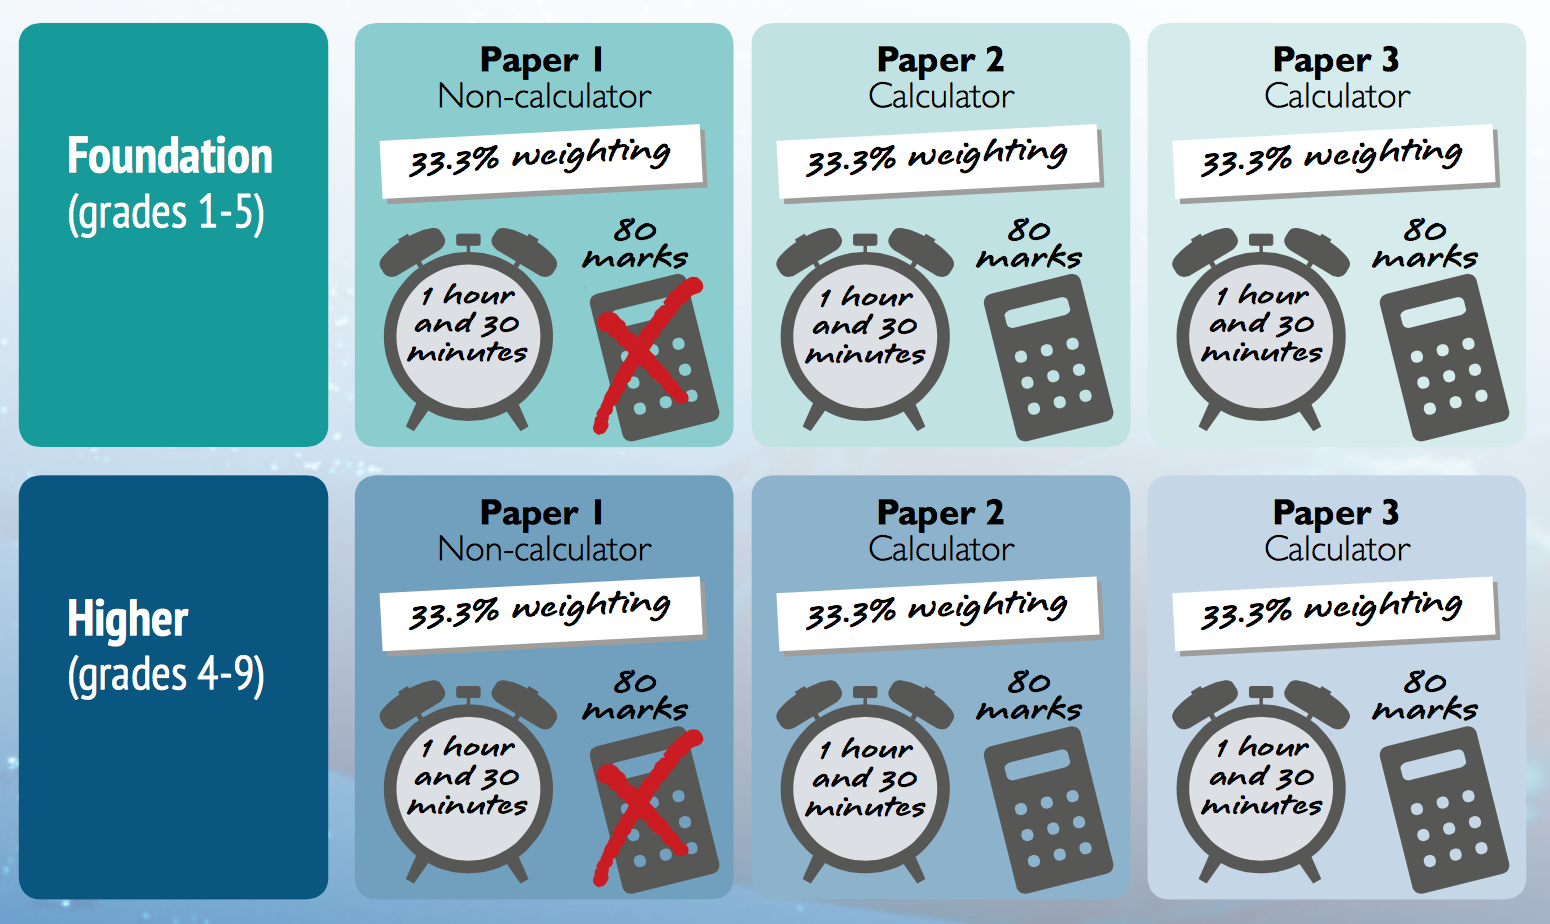 Foundation
(grades 1-5)
Paper 1
Non-calculator
33.3% weighting
80
marks
1 hour
and 30
minutes
Paper 2
Calculator
33.3% weighting
80
marks
1 hour
and 30
minutes
Paper 3
Calculator
33.3% weighting
80
marks
1 hour
and 30
minutes
Higher
(grades 4-9)
Paper 1
Non-calculator
33.3% weighting
80
marks
1 hour
and 30
minutes
Paper 2
Calculator
33.3% weighting
80
marks
1 hour
and 30
minutes
Paper 3
Calculator
33.3% weighting
80
marks
1 hour
and 30
minutes